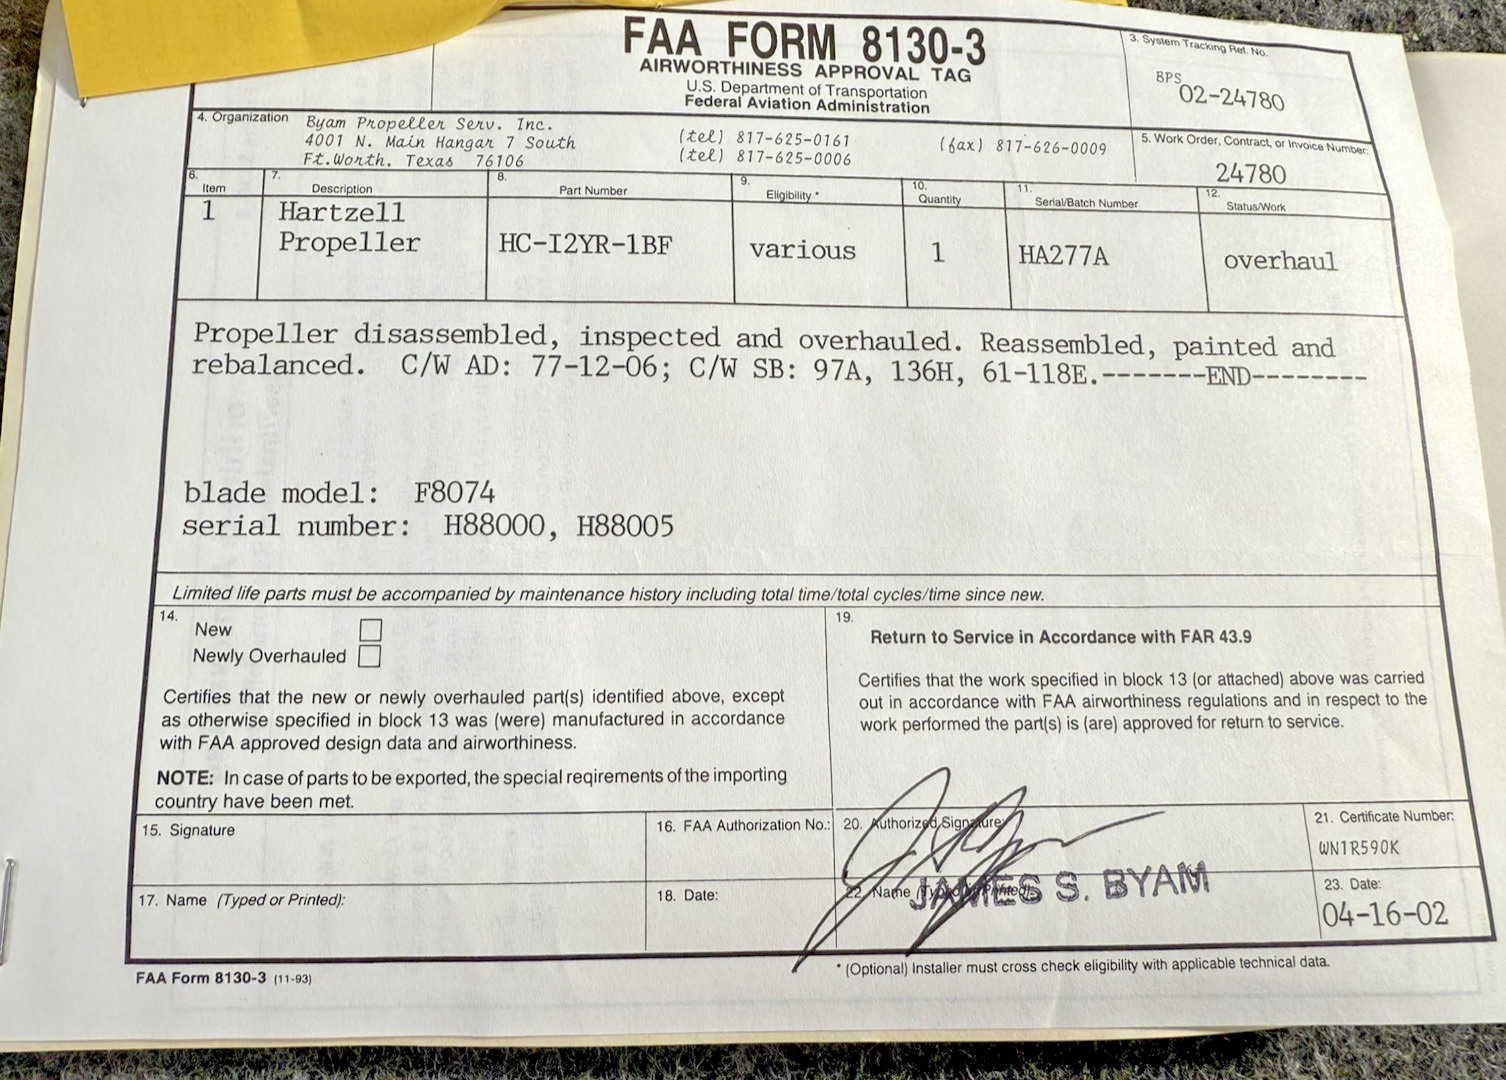 FAA FORM 8130-3
AIRWORTHINESS APPROVAL TAG
U.S. Department of Transportation
Federal Aviation Administration
3. System Tracking Ref. No.
BPS
02-24780
4. Organization
Byam Propeller Serv. Inc.
4001 N. Main Hangar 7 South
Ft.Worth, Texas 76106
(tel) 817-625-0161
(tel) 817-625-0006
(fax) 817-626-0009
5. Work Order, Contract, or Invoice Number:
24780
6. Item
7. Description
8. Part Number
9. Eligibility *
10. Quantity
11. Serial/Batch Number
12. Status/Work
1
Hartzell
Propeller
HC-I2YR-1BF
various
1
HA277A
overhaul
Propeller disassembled, inspected and overhauled. Reassembled, painted and
rebalanced. C/W AD: 77-12-06; C/W SB: 97A, 136H, 61-118E.-------END--------
blade model: F8074
serial number: H88000, H88005
Limited life parts must be accompanied by maintenance history including total time/total cycles/time since new.
14.
New
Newly Overhauled
Certifies that the new or newly overhauled part(s) identified above, except
as otherwise specified in block 13 was (were) manufactured in accordance
with FAA approved design data and airworthiness.
NOTE: In case of parts to be exported, the special reqirements of the importing
country have been met.
19.
Return to Service in Accordance with FAR 43.9
Certifies that the work specified in block 13 (or attached) above was carried
out in accordance with FAA airworthiness regulations and in respect to the
work performed the part(s) is (are) approved for return to service.
15. Signature
16. FAA Authorization No.:
20. Authorized Signature:
21. Certificate Number:
WN1R590K
17. Name (Typed or Printed):
18. Date:
22. Name (Typed or Printed):
JAMES S. BYAM
23. Date:
04-16-02
FAA Form 8130-3 (11-93)
* (Optional) Installer must cross check eligibility with applicable technical data.